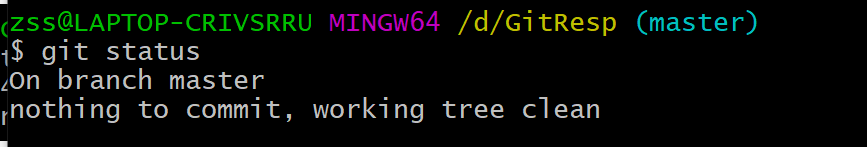 zss@LAPTOP-CRIVSRRU MINGW64 /d/GitResp (master)
$ git status
On branch master
nothing to commit, working tree clean